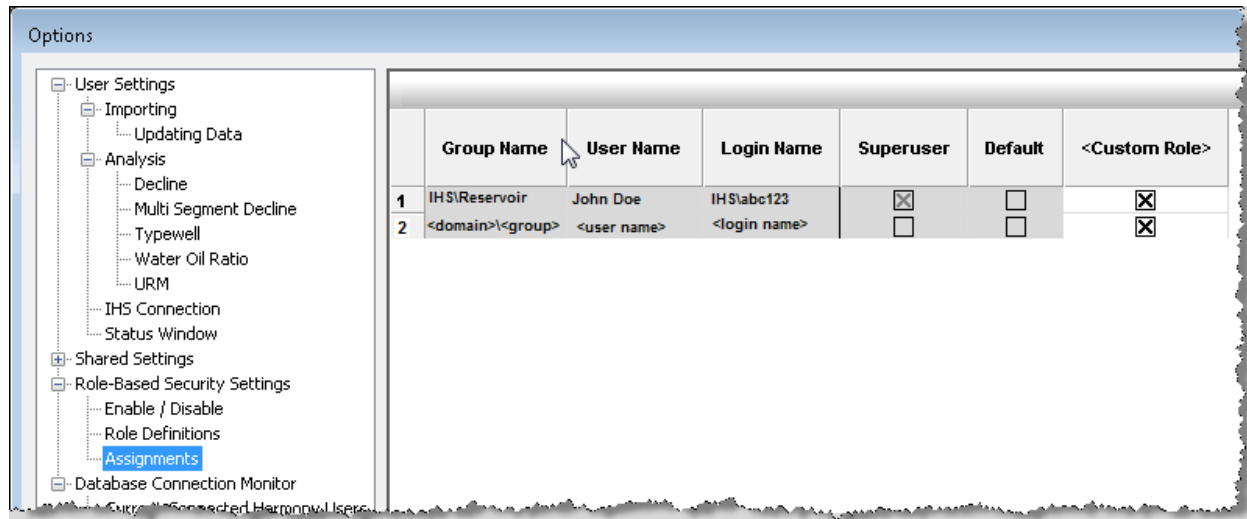 Options
User Settings
Importing
Updating Data
Analysis
Decline
Multi Segment Decline
Typewell
Water Oil Ratio
URM
IHS Connection
Status Window
Shared Settings
Role-Based Security Settings
Enable / Disable
Role Definitions
Assignments
Database Connection Monitor
Connected Harmony Users
Group Name User Name Login Name Superuser Default <Custom Role>
1 IHS\Reservoir John Doe IHS\abc123
2 <domain>\<group> <user name> <login name>